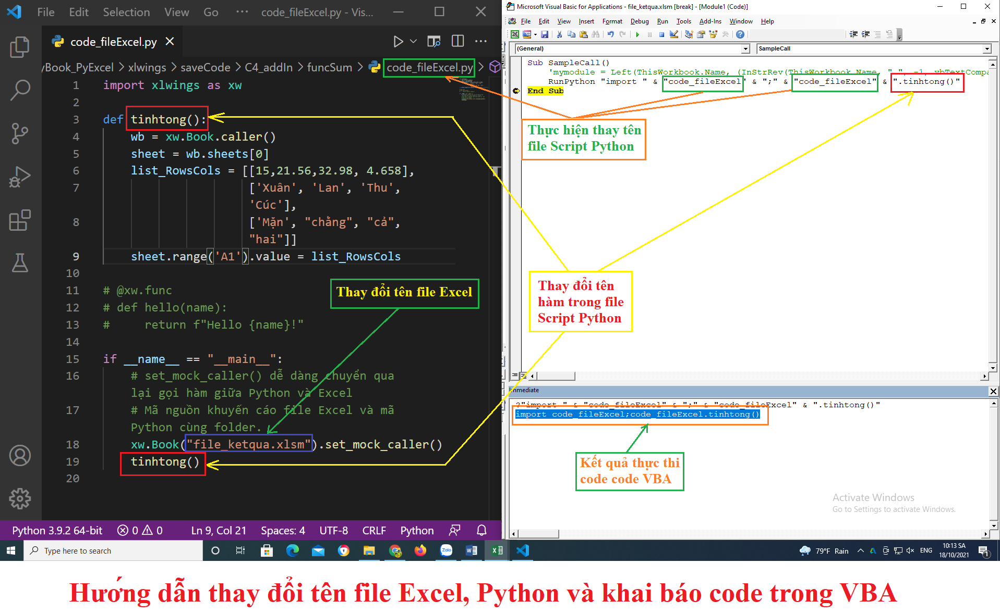 File Edit Selection View Go ··· code_fileExcel.py - Vis...
code_fileExcel.py
yBook_PyExcel > xlwings > saveCode > C4_addIn > funcSum > code_fileExcel.py >
1 import xlwings as xw
2
3 def tinhtong():
4 wb = xw.Book.caller()
5 sheet = wb.sheets[0]
6 list_RowsCols = [[15,21.56,32.98, 4.658],
7 ['Xuân', 'Lan', 'Thu',
'Cúc'],
8 ['Mặn', "chẳng", "cả",
"hai"]]
9 sheet.range('A1').value = list_RowsCols
10
11 # @xw.func
12 # def hello(name):
13 #     return f"Hello {name}!"
14
15 if __name__ == "__main__":
16 # set_mock_caller() dễ dàng chuyển qua
lại gọi hàm giữa Python và Excel
17 # Mã nguồn khuyến cáo file Excel và mã
Python cùng folder.
18 xw.Book("file_ketqua.xlsm").set_mock_caller()
19 tinhtong()
20
Thay đổi tên file Excel
Python 3.9.2 64-bit 0 0 Ln 9, Col 21 Spaces: 4 UTF-8 CRLF Python
Microsoft Visual Basic for Applications - file_ketqua.xlsm [break] - [Module1 (Code)]
File Edit View Insert Format Debug Run Tools Add-Ins Window Help
(General) SampleCall
Sub SampleCall()
'mymodule = Left(ThisWorkbook.Name, (InStrRev(ThisWorkbook.Name, ".", -1, vbTextCompa
RunPython "import " & "code_fileExcel" & ";" & "code_fileExcel" & ".tinhtong()"
End Sub
Thực hiện thay tên
file Script Python
Thay đổi tên
hàm trong file
Script Python
Immediate
?"import " & "code_fileExcel" & ";" & "code_fileExcel" & ".tinhtong()"
import code_fileExcel;code_fileExcel.tinhtong()
Kết quả thực thi
code code VBA
Activate Windows
Go to Settings to activate Windows.
Type here to search
Zalo
79°F Rain ENG 10:13 SA
18/10/2021
1
Hướng dẫn thay đổi tên file Excel, Python và khai báo code trong VBA